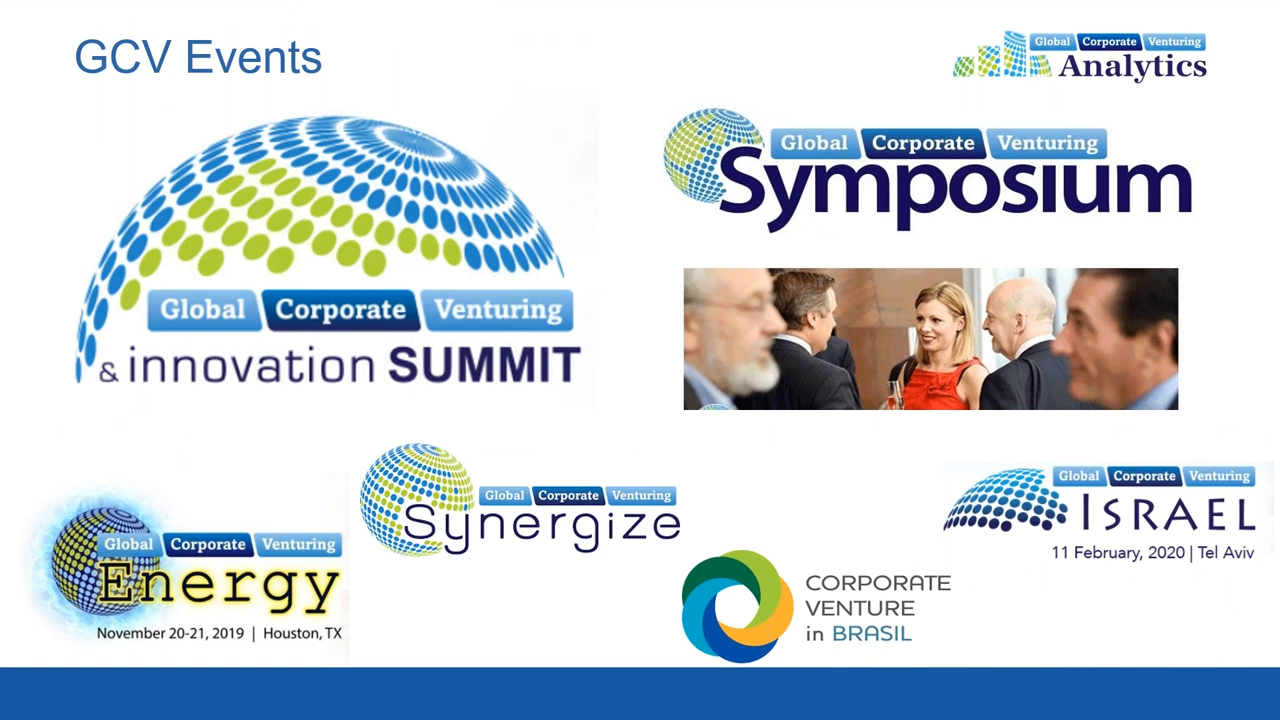 GCV Events
Global Corporate Venturing
Analytics
Global Corporate Venturing
& innovation SUMMIT
Global Corporate Venturing
Symposium
Global Corporate Venturing
Energy
November 20-21, 2019 | Houston, TX
Global Corporate Venturing
Synergize
CORPORATE
VENTURE
in BRASIL
Global Corporate Venturing
ISRAEL
11 February, 2020 | Tel Aviv